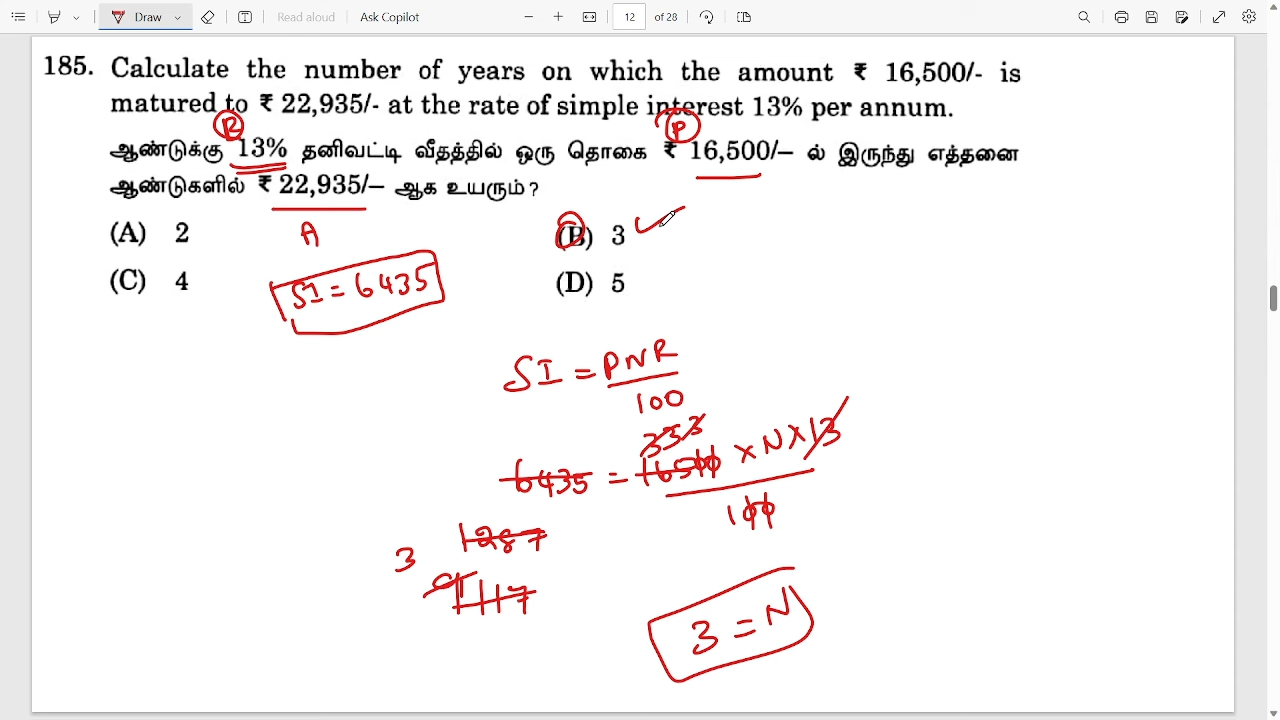 Draw Read aloud Ask Copilot 12 of 28
185. Calculate the number of years on which the amount ₹ 16,500/- is
matured to ₹ 22,935/- at the rate of simple interest 13% per annum.
R P
ஆண்டுக்கு 13% தனிவட்டி வீதத்தில் ஒரு தொகை ₹ 16,500/– ல் இருந்து எத்தனை
ஆண்டுகளில் ₹ 22,935/– ஆக உயரும்?
(A) 2 A (B) 3
(C) 4 (D) 5
SI = 6435
SI = PNR
100
6435 = 16500 × N × 13
100
1287
3
9 117
3 = N